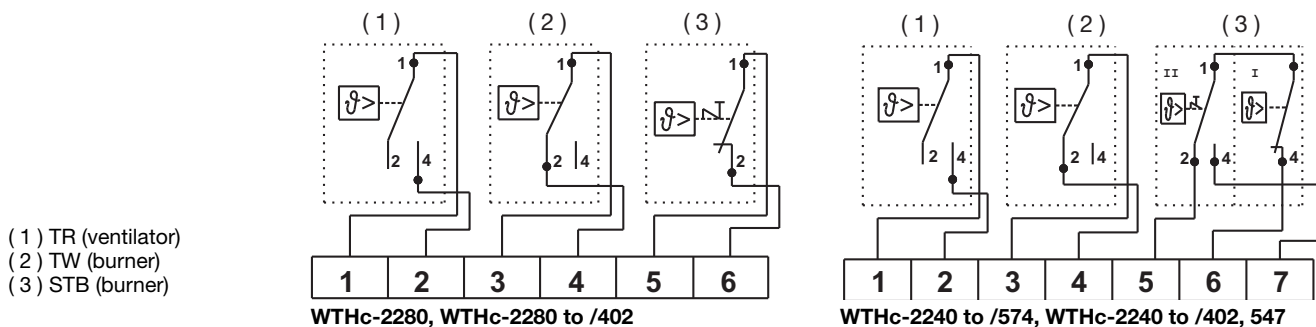 ( 1 ) ( 2 ) ( 3 )
1 1 1
ϑ> ϑ> ϑ>
2 4 2 4 2
1 2 3 4 5 6
WTHc-2280, WTHc-2280 to /402
( 1 ) ( 2 ) ( 3 )
II I
1 1 1
ϑ> ϑ> ϑ> ϑ>
2 4 2 4 2 4 4
1 2 3 4 5 6 7
WTHc-2240 to /574, WTHc-2240 to /402, 547
( 1 ) TR (ventilator)
( 2 ) TW (burner)
( 3 ) STB (burner)